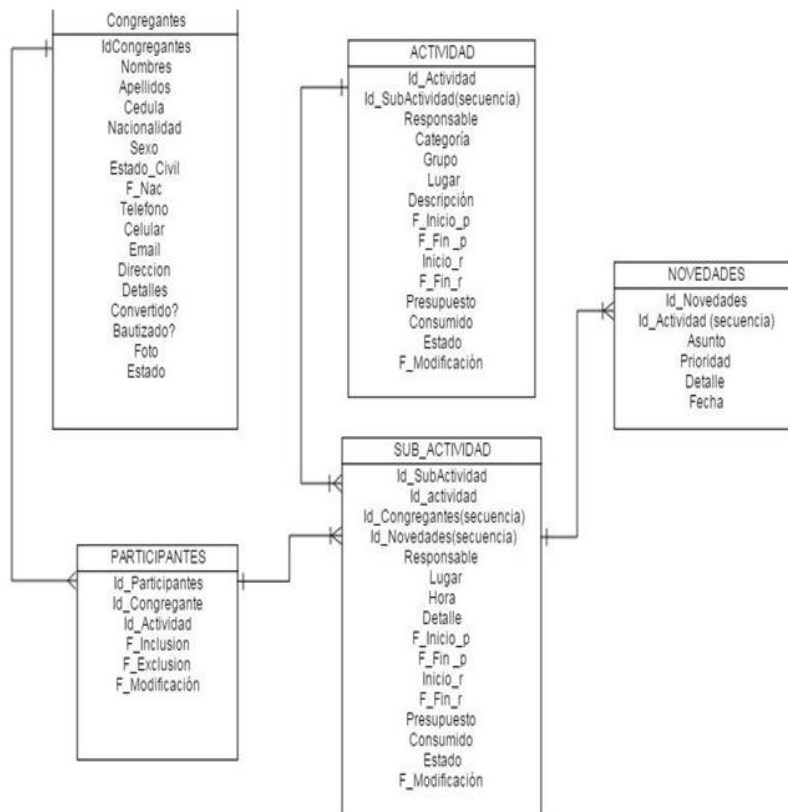 Congregantes
IdCongregantes
Nombres
Apellidos
Cedula
Nacionalidad
Sexo
Estado_Civil
F_Nac
Telefono
Celular
Email
Direccion
Detalles
Convertido?
Bautizado?
Foto
Estado
ACTIVIDAD
Id_Actividad
Id_SubActividad(secuencia)
Responsable
Categoría
Grupo
Lugar
Descripción
F_Inicio_p
F_Fin _p
Inicio_r
F_Fin_r
Presupuesto
Consumido
Estado
F_Modificación
NOVEDADES
Id_Novedades
Id_Actividad (secuencia)
Asunto
Prioridad
Detalle
Fecha
SUB_ACTIVIDAD
Id_SubActividad
Id_actividad
Id_Congregantes(secuencia)
Id_Novedades(secuencia)
Responsable
Lugar
Hora
Detalle
F_Inicio_p
F_Fin _p
Inicio_r
F_Fin_r
Presupuesto
Consumido
Estado
F_Modificación
PARTICIPANTES
Id_Participantes
Id_Congregante
Id_Actividad
F_Inclusion
F_Exclusion
F_Modificación